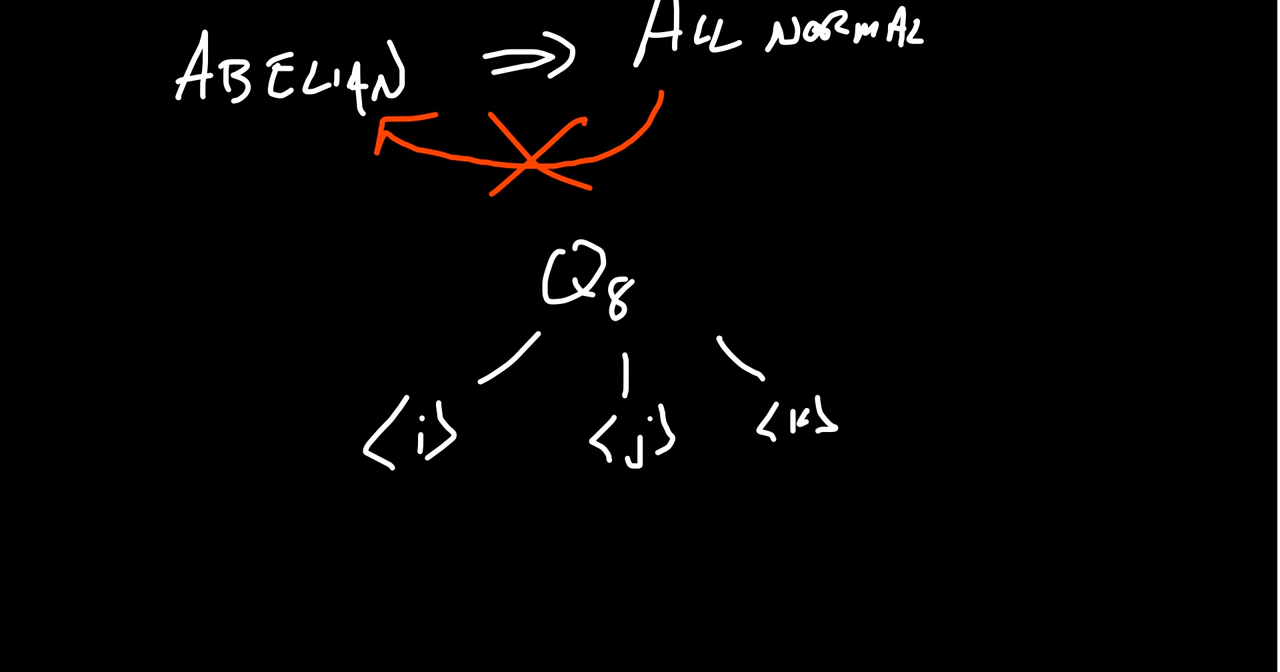 ABELIAN ⇒ ALL NORMAL
Q₈
<i> <j> <k>